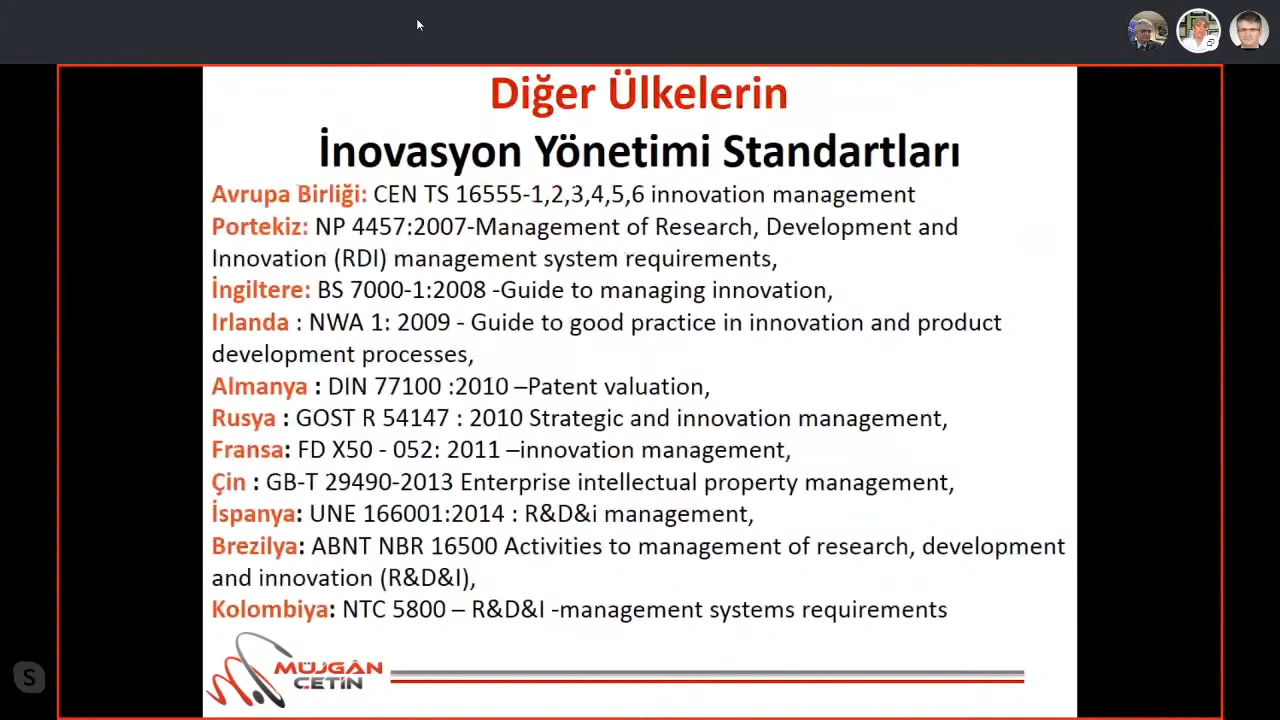 Diğer Ülkelerin
İnovasyon Yönetimi Standartları
Avrupa Birliği: CEN TS 16555-1,2,3,4,5,6 innovation management
Portekiz: NP 4457:2007-Management of Research, Development and
Innovation (RDI) management system requirements,
İngiltere: BS 7000-1:2008 -Guide to managing innovation,
Irlanda : NWA 1: 2009 - Guide to good practice in innovation and product
development processes,
Almanya : DIN 77100 :2010 –Patent valuation,
Rusya : GOST R 54147 : 2010 Strategic and innovation management,
Fransa: FD X50 - 052: 2011 –innovation management,
Çin : GB-T 29490-2013 Enterprise intellectual property management,
İspanya: UNE 166001:2014 : R&D&i management,
Brezilya: ABNT NBR 16500 Activities to management of research, development
and innovation (R&D&I),
Kolombiya: NTC 5800 – R&D&I -management systems requirements
MÜJGÂN
ÇETİN
S